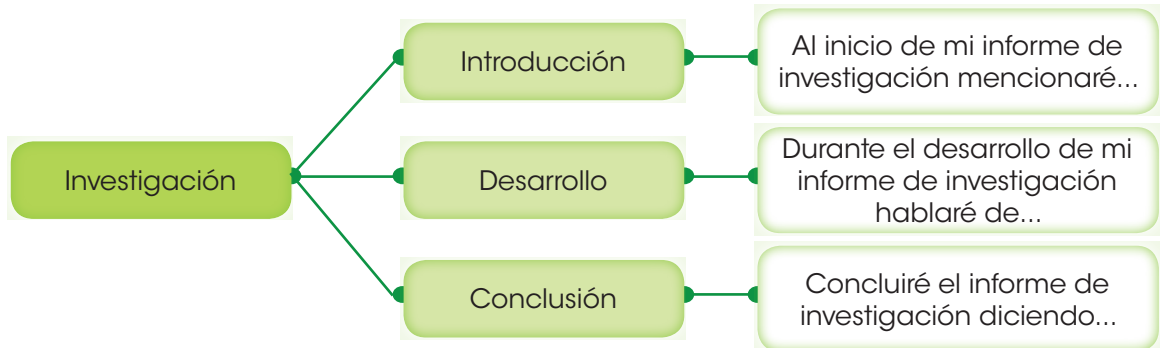 Investigación
Introducción
Al inicio de mi informe de
investigación mencionaré...
Desarrollo
Durante el desarrollo de mi
informe de investigación
hablaré de...
Conclusión
Concluiré el informe de
investigación diciendo...